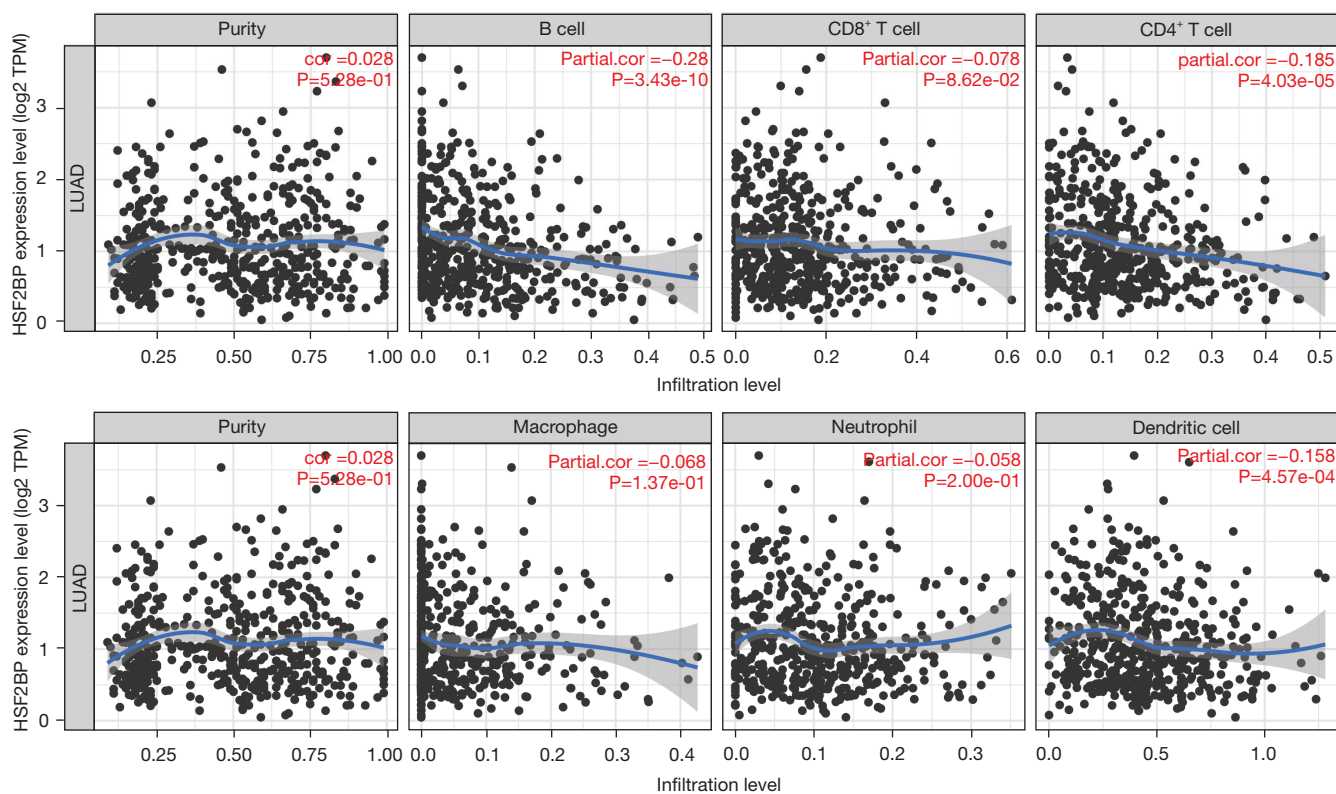 Purity
B cell
CD8⁺ T cell
CD4⁺ T cell
cor =0.028
P=5.28e-01
Partial.cor =−0.28
P=3.43e-10
Partial.cor =−0.078
P=8.62e-02
partial.cor =−0.185
P=4.03e-05
HSF2BP expression level (log2 TPM)
LUAD
3
2
1
0
0.25 0.50 0.75 1.00
0.0 0.1 0.2 0.3 0.4 0.5
0.0 0.2 0.4 0.6
0.0 0.1 0.2 0.3 0.4 0.5
Infiltration level
Purity
Macrophage
Neutrophil
Dendritic cell
cor =0.028
P=5.28e-01
Partial.cor =−0.068
P=1.37e-01
Partial.cor =−0.058
P=2.00e-01
Partial.cor =−0.158
P=4.57e-04
HSF2BP expression level (log2 TPM)
LUAD
3
2
1
0
0.25 0.50 0.75 1.00
0.0 0.1 0.2 0.3 0.4
0.0 0.1 0.2 0.3
0.0 0.5 1.0
Infiltration level